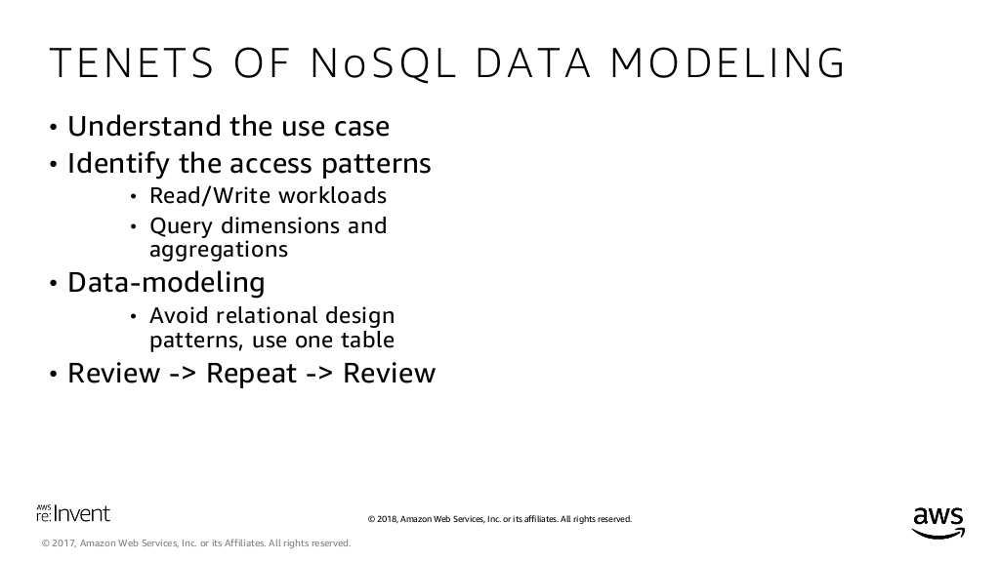 TENETS OF NoSQL DATA MODELING
• Understand the use case
• Identify the access patterns
• Read/Write workloads
• Query dimensions and
aggregations
• Data-modeling
• Avoid relational design
patterns, use one table
• Review -> Repeat -> Review
AWS
re:Invent
© 2018, Amazon Web Services, Inc. or its affiliates. All rights reserved.
aws
© 2017, Amazon Web Services, Inc. or its Affiliates. All rights reserved.